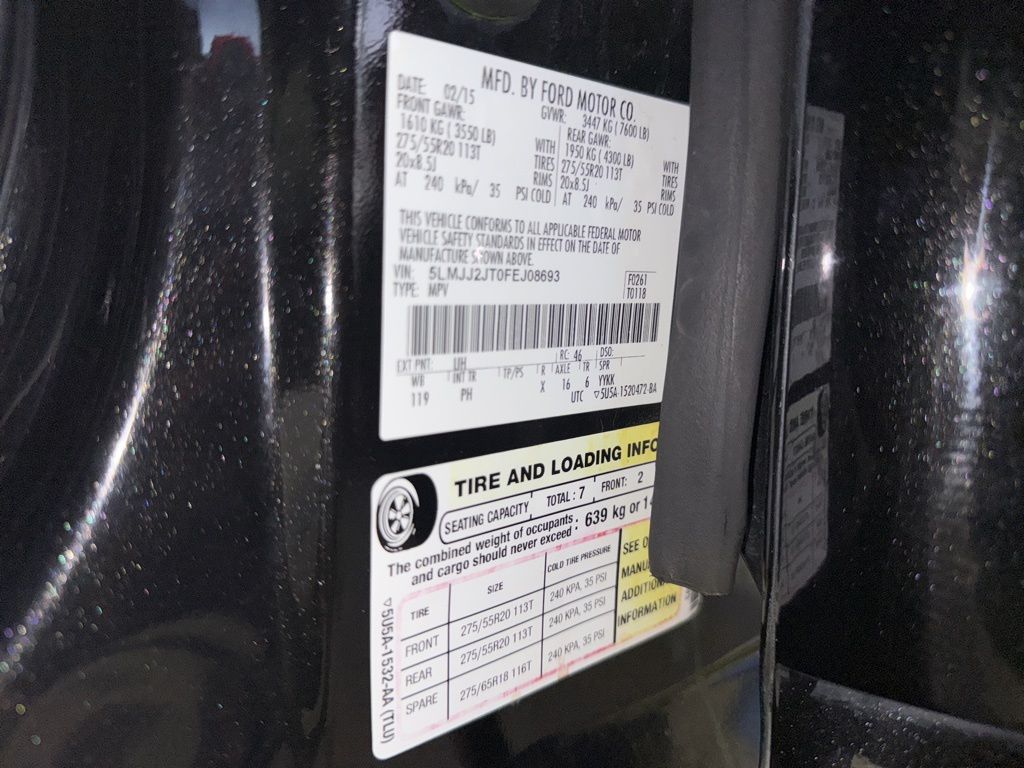 MFD. BY FORD MOTOR CO.
DATE: 02/15 GVWR: 3447 KG (7600 LB)
FRONT GAWR: REAR GAWR:
1610 KG (3550 LB) WITH 1950 KG (4300 LB) WITH
275/55R20 113T TIRES 275/55R20 113T TIRES
20x8.5J RIMS 20x8.5J RIMS
AT 240 kPa/ 35 PSI COLD AT 240 kPa/ 35 PSI COLD
THIS VEHICLE CONFORMS TO ALL APPLICABLE FEDERAL MOTOR
VEHICLE SAFETY STANDARDS IN EFFECT ON THE DATE OF
MANUFACTURE SHOWN ABOVE.
VIN: 5LMJJ2JT0FEJ08693 F0261
TYPE: MPV T0118
EXT PNT: UH RC: 46 DSO:
WB INT TR TP/PS R AXLE TR SPR
119 PH X 16 6 YYKK
UTC ▽5U5A-1520472-BA
TIRE AND LOADING INFO
SEATING CAPACITY TOTAL: 7 FRONT: 2
The combined weight of occupants
and cargo should never exceed: 639 kg or 14
TIRE SIZE COLD TIRE PRESSURE
FRONT 275/55R20 113T 240 KPA, 35 PSI
REAR 275/55R20 113T 240 KPA, 35 PSI
SPARE 275/65R18 116T 240 KPA, 35 PSI
SEE O
MANU
ADDITION
INFORMATION
▽5U5A-1532-AA (TLU)